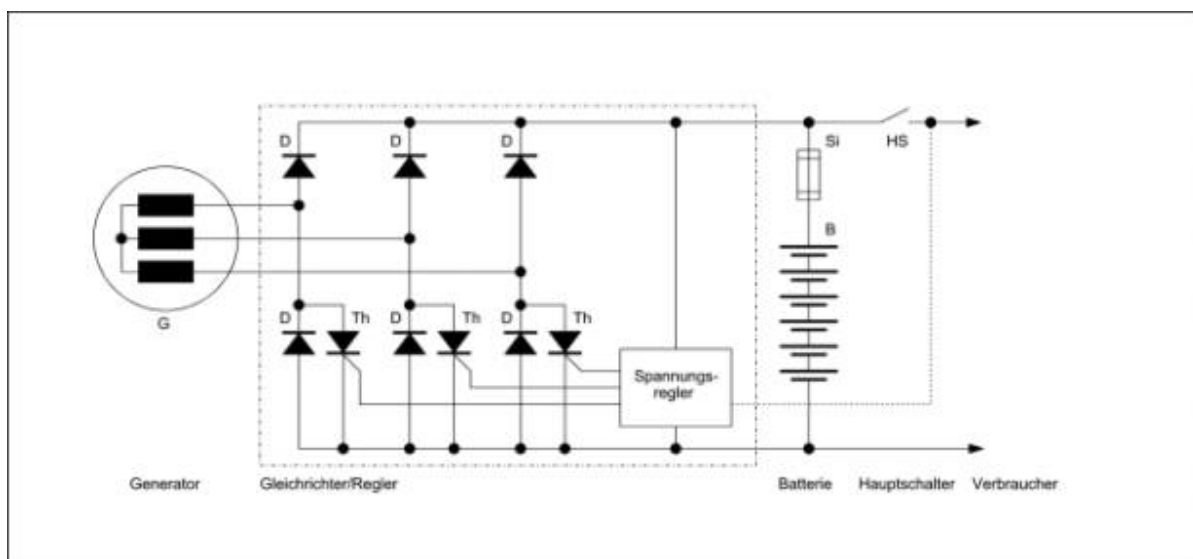 D
D
D
Si
HS
B
G
D
Th
D
Th
D
Th
Spannungs-
regler
Generator
Gleichrichter/Regler
Batterie
Hauptschalter
Verbraucher